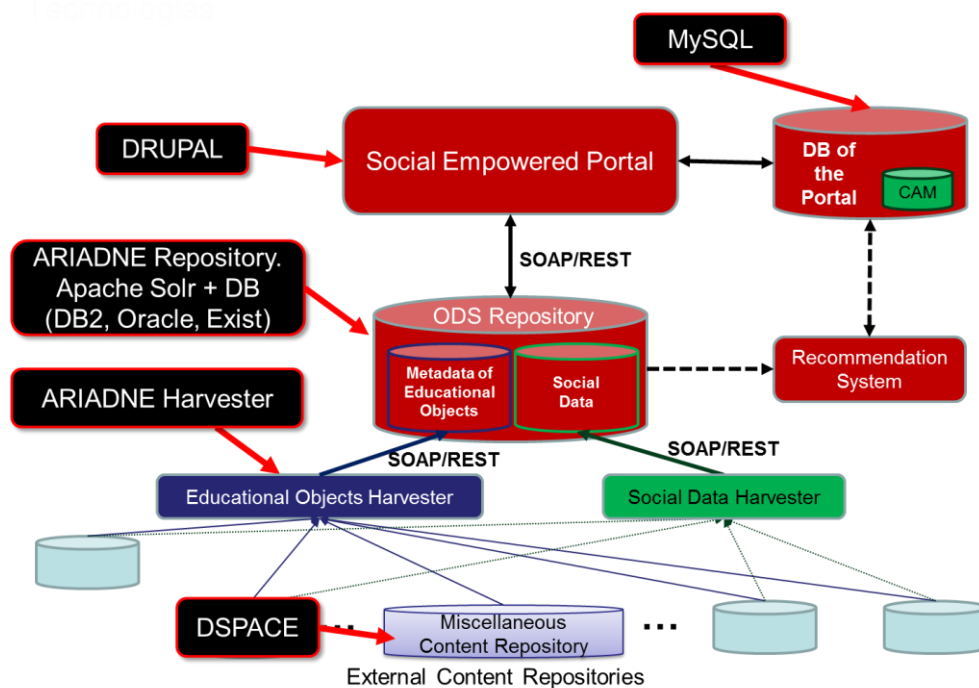 Technologies
MySQL
DRUPAL
Social Empowered Portal
DB of
the
Portal
CAM
SOAP/REST
ARIADNE Repository.
Apache Solr + DB
(DB2, Oracle, Exist)
ODS Repository
Metadata of
Educational
Objects
Social
Data
Recommendation
System
ARIADNE Harvester
SOAP/REST
SOAP/REST
Educational Objects Harvester
Social Data Harvester
DSPACE
...
Miscellaneous
Content Repository
...
External Content Repositories